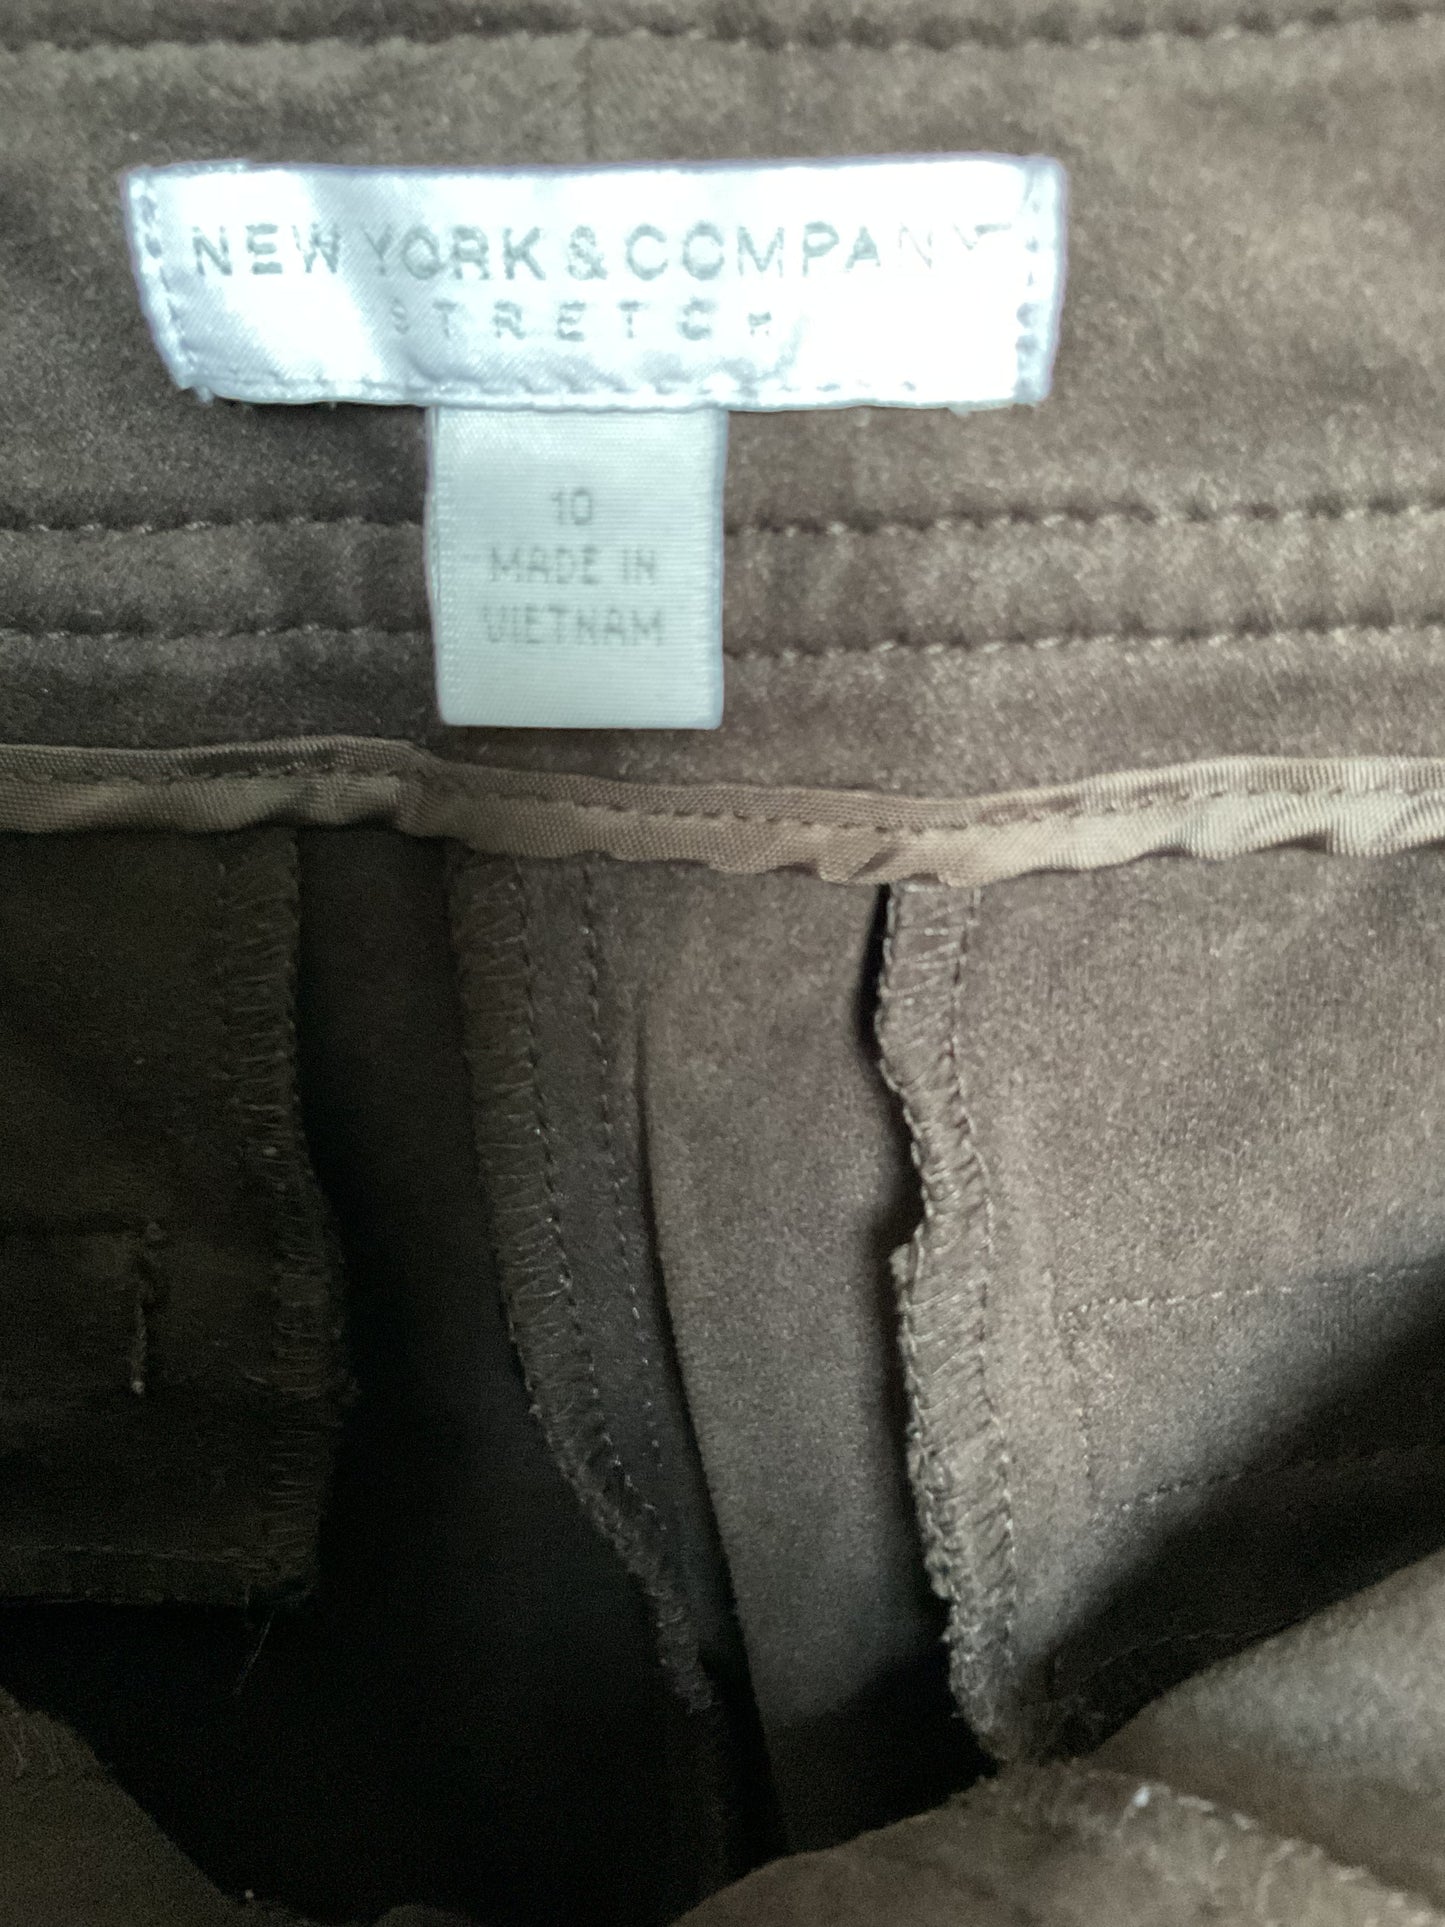 NEW YORK & COMPANY
STRETCH
10
MADE IN
VIETNAM